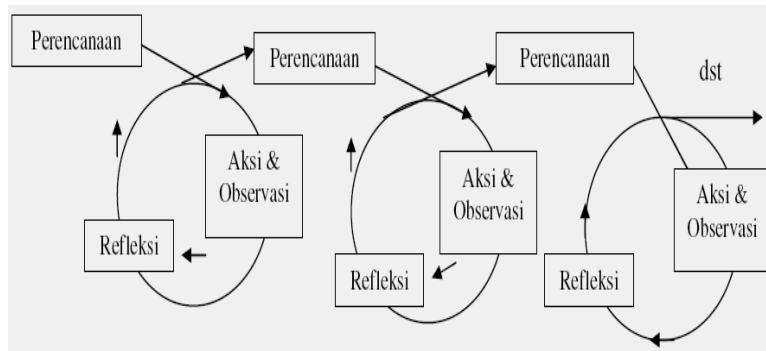 Perencanaan
Perencanaan
Perencanaan
dst
Aksi &
Observasi
Aksi &
Observasi
Aksi &
Observasi
Refleksi
Refleksi
Refleksi